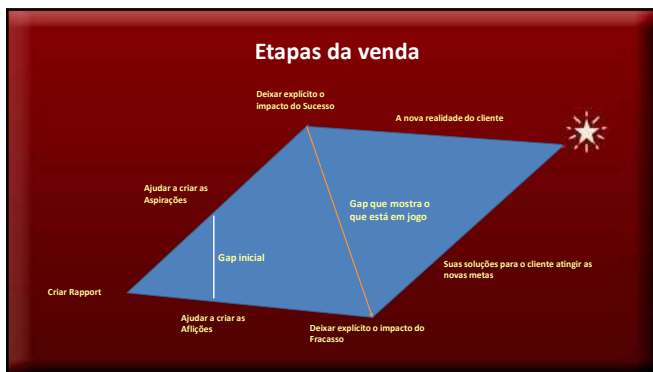 Etapas da venda
Deixar explícito o
impacto do Sucesso
A nova realidade do cliente
Ajudar a criar as
Aspirações
Gap que mostra o
que está em jogo
Gap inicial
Suas soluções para o cliente atingir as
novas metas
Criar Rapport
Ajudar a criar as
Aflições
Deixar explícito o impacto do
Fracasso